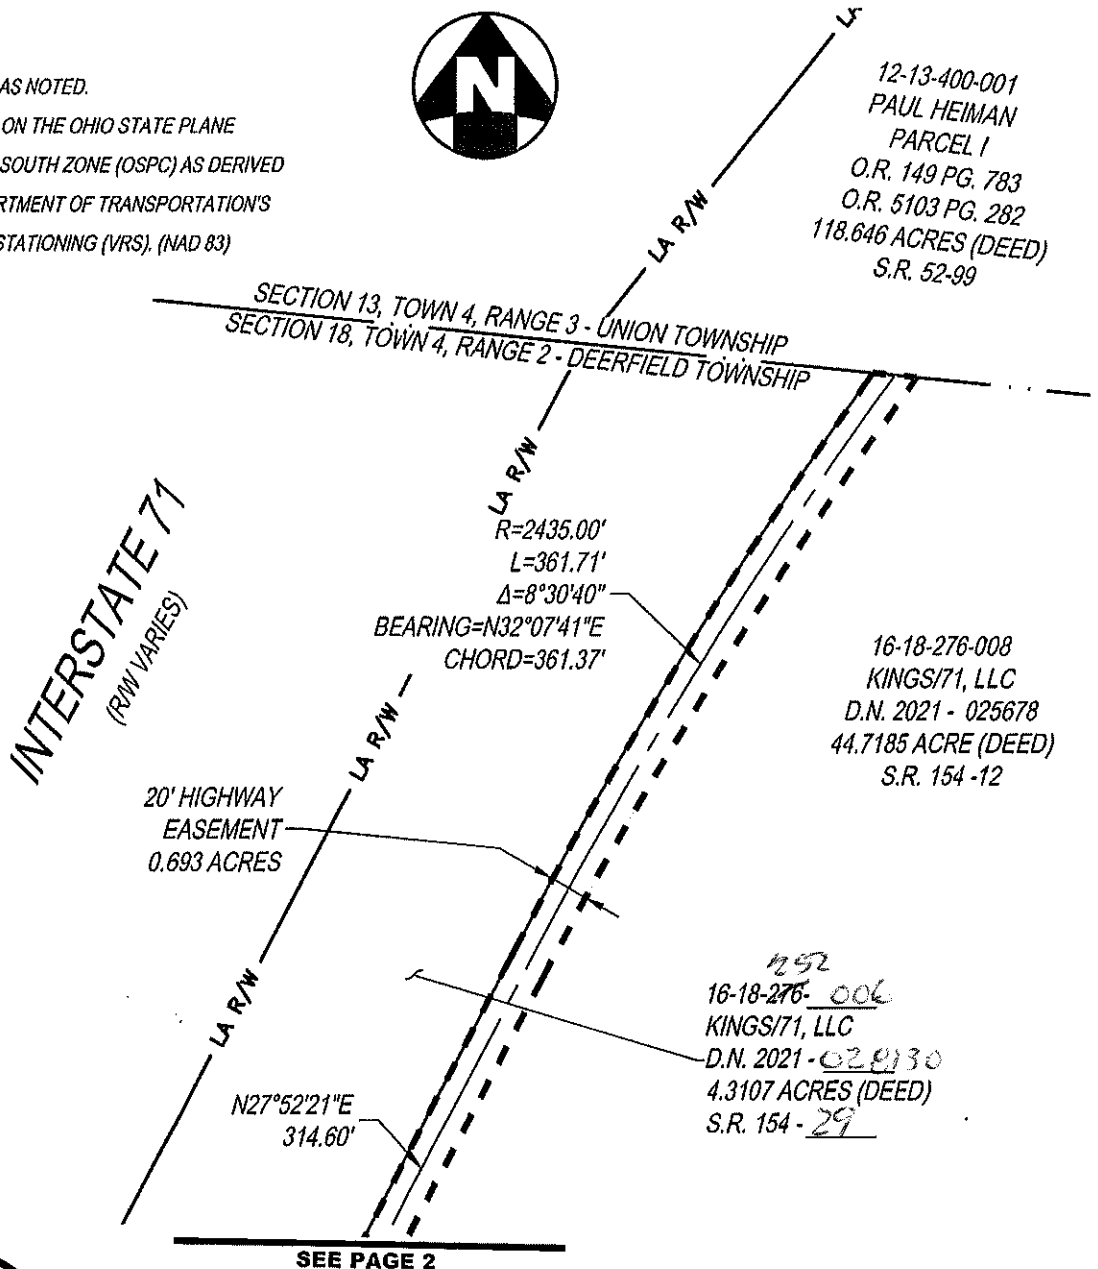 AS NOTED.
ON THE OHIO STATE PLANE
SOUTH ZONE (OSPC) AS DERIVED
RTMENT OF TRANSPORTATION'S
STATIONING (VRS). (NAD 83)
N
LA
12-13-400-001
PAUL HEIMAN
PARCEL I
O.R. 149 PG. 783
O.R. 5103 PG. 282
118.646 ACRES (DEED)
S.R. 52-99
LA R/W
SECTION 13, TOWN 4, RANGE 3 - UNION TOWNSHIP
SECTION 18, TOWN 4, RANGE 2 - DEERFIELD TOWNSHIP
LA R/W
INTERSTATE 71
(R/W VARIES)
R=2435.00'
L=361.71'
Δ=8°30'40"
BEARING=N32°07'41"E
CHORD=361.37'
16-18-276-008
KINGS/71, LLC
D.N. 2021 - 025678
44.7185 ACRE (DEED)
S.R. 154 -12
LA R/W
20' HIGHWAY
EASEMENT
0.693 ACRES
LA R/W
252
16-18-276-
KINGS/71, LLC
D.N. 2021 -
4.3107 ACRES (DEED)
S.R. 154 - 29
N27°52'21"E
314.60'
SEE PAGE 2